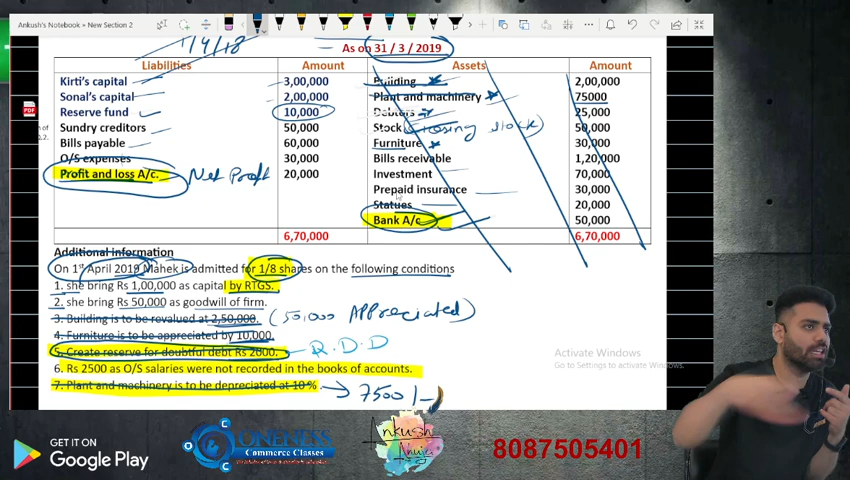 Ankush's Notebook » New Section 2
1/4/18
As on 31 / 3 / 2019
Liabilities Amount Assets Amount
Kirti's capital 3,00,000 Building 2,00,000
Sonal's capital 2,00,000 Plant and machinery 75000
Reserve fund 10,000 Debtors 25,000
Sundry creditors 50,000 Stock (closing stock) 50,000
Bills payable 60,000 Furniture 30,000
O/S expenses 30,000 Bills receivable 1,20,000
Profit and loss A/c. Net Profit 20,000 Investment 70,000
Prepaid insurance 30,000
Statues 20,000
Bank A/c 50,000
6,70,000 6,70,000
Additional information
On 1st April 2019 Mahek is admitted for 1/8 shares on the following conditions
1. she bring Rs 1,00,000 as capital by RTGS.
2. she bring Rs 50,000 as goodwill of firm.
3. Building is to be revalued at 2,50,000. (50,000 Appreciated)
4. Furniture is to be appreciated by 10,000.
5. Create reserve for doubtful debt Rs 2000. R.D.D
6. Rs 2500 as O/S salaries were not recorded in the books of accounts.
7. Plant and machinery is to be depreciated at 10 % → 7500/-
Activate Windows
Go to Settings to activate Windows.
GET IT ON
Google Play
ONENESS
Commerce Classes
Ankush
Ahuja
8087505401